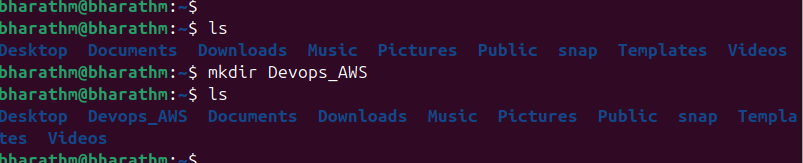 bharathm@bharathm:~$
bharathm@bharathm:~$ ls
Desktop  Documents  Downloads  Music  Pictures  Public  snap  Templates  Videos
bharathm@bharathm:~$ mkdir Devops_AWS
bharathm@bharathm:~$ ls
Desktop  Devops_AWS  Documents  Downloads  Music  Pictures  Public  snap  Templa
tes  Videos
bharathm@bharathm:~$